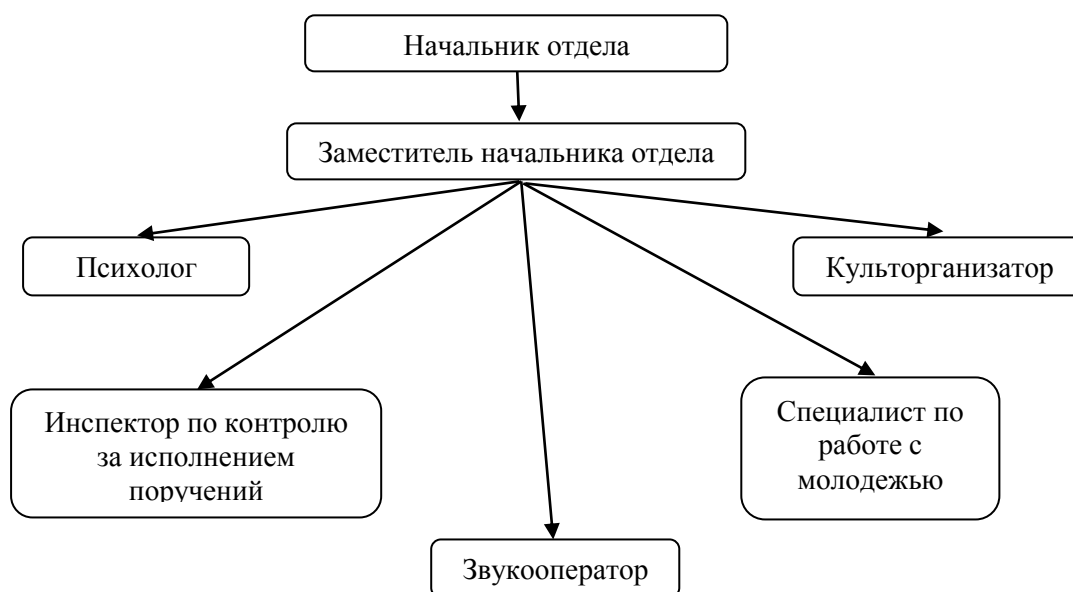 Начальник отдела
Заместитель начальника отдела
Психолог
Культорганизатор
Инспектор по контролю
за исполнением
поручений
Специалист по
работе с
молодежью
Звукооператор